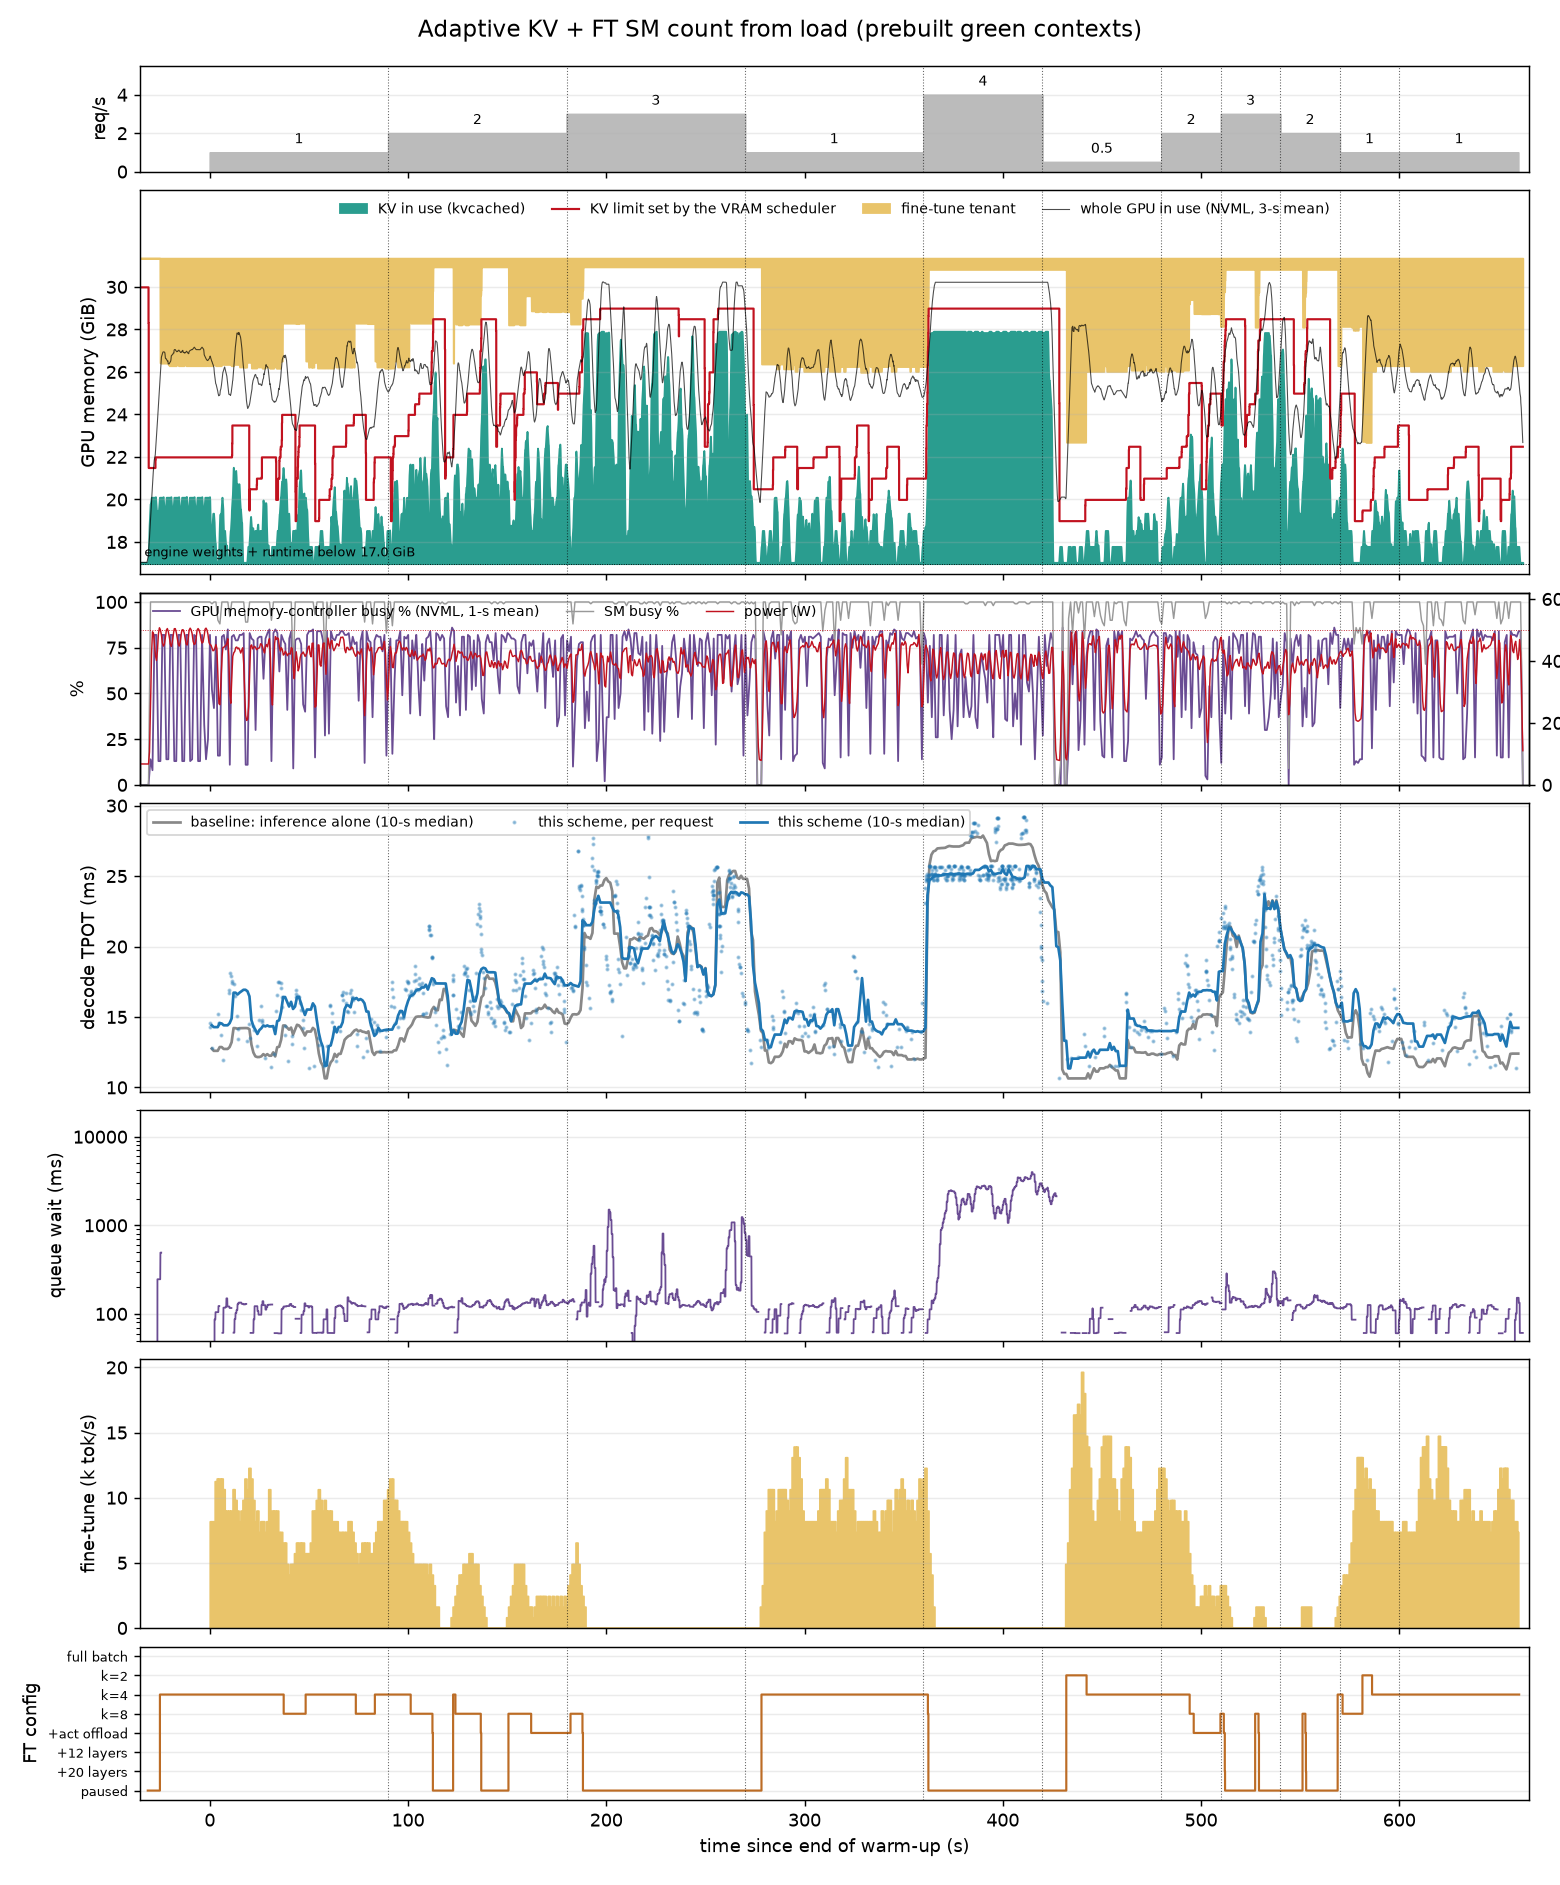 Adaptive KV + FT SM count from load (prebuilt green contexts)
req/s
4
2
0
1
2
3
1
4
0.5
2
3
2
1
1
KV in use (kvcached)
KV limit set by the VRAM scheduler
fine-tune tenant
whole GPU in use (NVML, 3-s mean)
GPU memory (GiB)
30
28
26
24
22
20
18
engine weights + runtime below 17.0 GiB
GPU memory-controller busy % (NVML, 1-s mean)
SM busy %
power (W)
%
100
75
50
25
0
60
40
20
0
baseline: inference alone (10-s median)
this scheme, per request
this scheme (10-s median)
decode TPOT (ms)
30
25
20
15
10
queue wait (ms)
10000
1000
100
fine-tune (k tok/s)
20
15
10
5
0
FT config
full batch
k=2
k=4
k=8
+act offload
+12 layers
+20 layers
paused
0
100
200
300
400
500
600
time since end of warm-up (s)